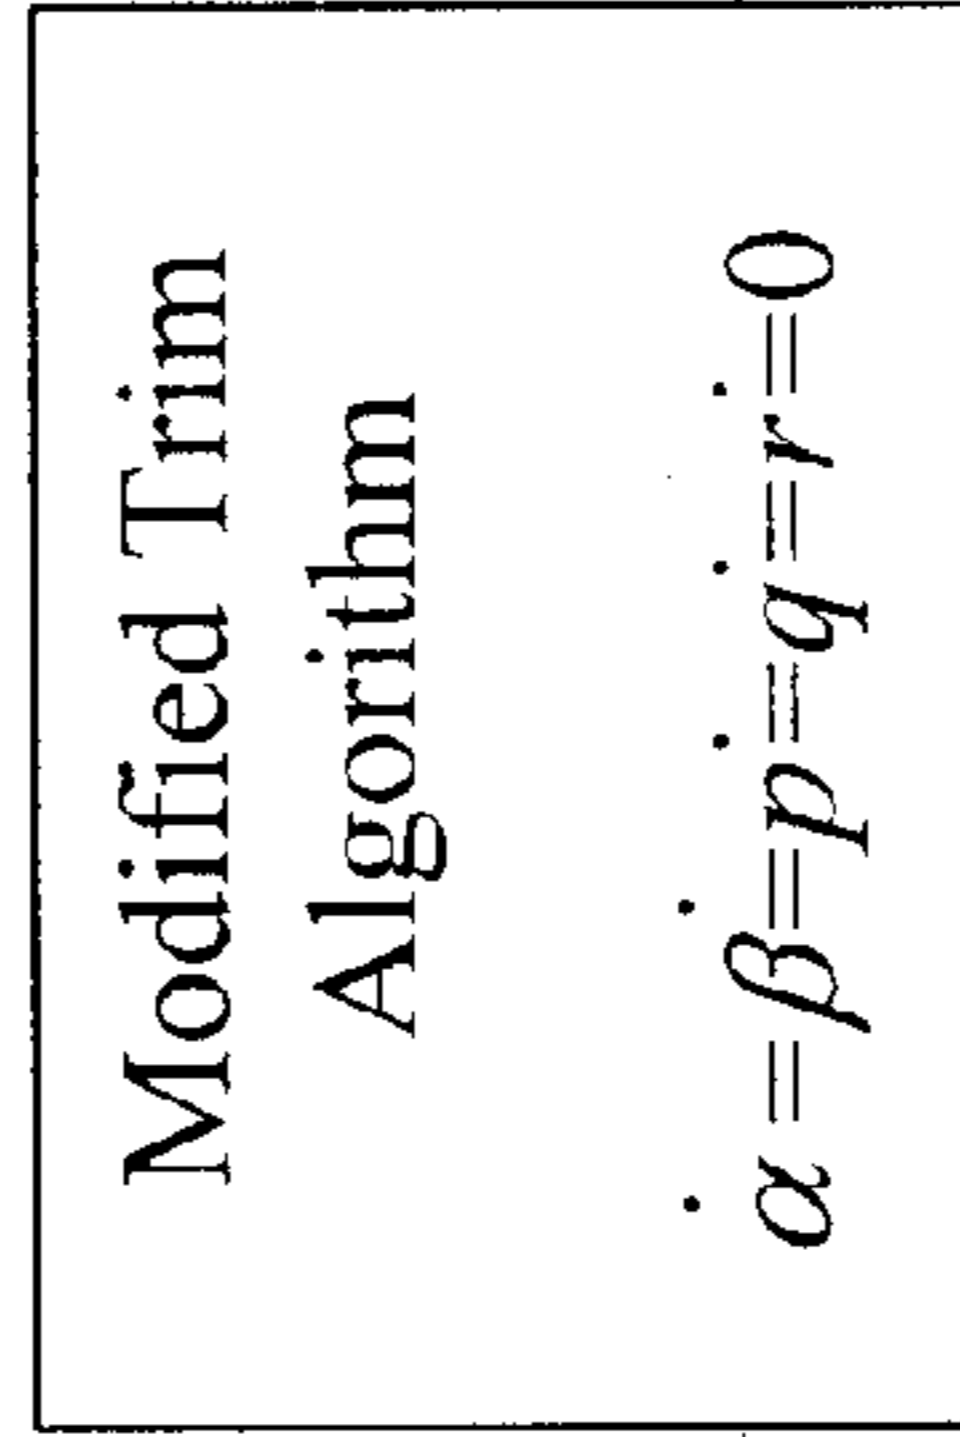 Modified Trim
Algorithm
α̇ = β̇ = ṗ = q̇ = ṙ = 0